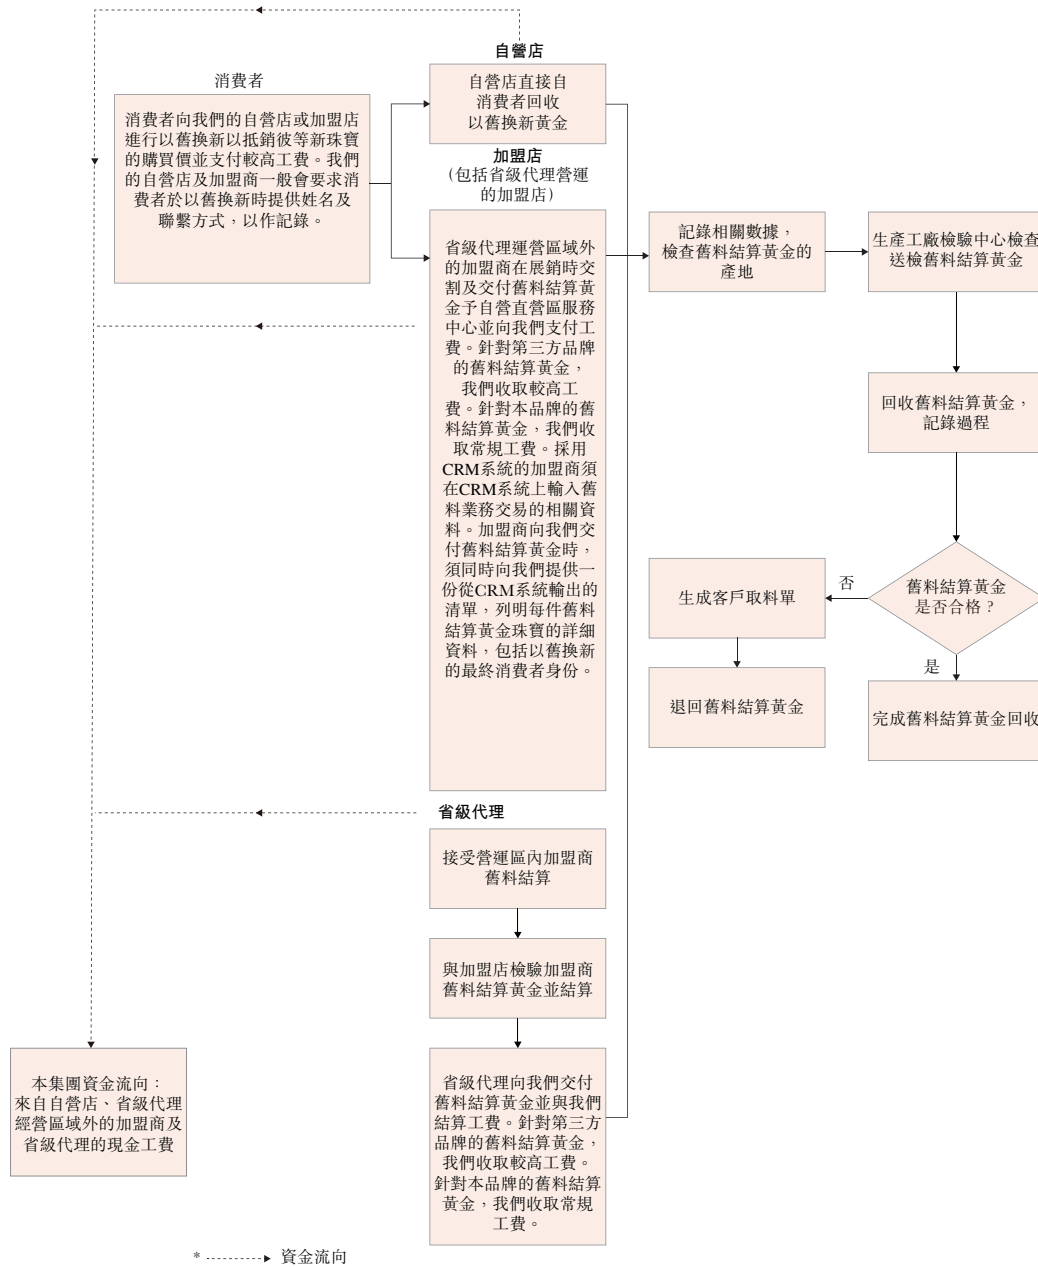 自營店
自營店直接自
消費者回收
以舊換新黃金
消費者
消費者向我們的自營店或加盟店
進行以舊換新以抵銷彼等新珠寶
的購買價並支付較高工費。我們
的自營店及加盟商一般會要求消
費者於以舊換新時提供姓名及
聯繫方式，以作記錄。
加盟店
(包括省級代理營運
的加盟店)
省級代理運營區域外
的加盟商在展銷時交
割及交付舊料結算黃
金予自營直營區服務
中心並向我們支付工
費。針對第三方品牌
的舊料結算黃金，
我們收取較高工
費。針對本品牌的舊
料結算黃金，我們收
取常規工費。採用
CRM系統的加盟商須
在CRM系統上輸入舊
料業務交易的相關資
料。加盟商向我們交
付舊料結算黃金時，
須同時向我們提供一
份從CRM系統輸出的
清單，列明每件舊料
結算黃金珠寶的詳細
資料，包括以舊換新
的最終消費者身份。
記錄相關數據，
檢查舊料結算黃金的
產地
生產工廠檢驗中心檢查
送檢舊料結算黃金
回收舊料結算黃金，
記錄過程
舊料結算黃金
是否合格？
否
生成客戶取料單
退回舊料結算黃金
是
完成舊料結算黃金回收
省級代理
接受營運區內加盟商
舊料結算
與加盟店檢驗加盟商
舊料結算黃金並結算
省級代理向我們交付
舊料結算黃金並與我們
結算工費。針對第三方
品牌的舊料結算黃金，
我們收取較高工費。
針對本品牌的舊料結算
黃金，我們收取常規
工費。
本集團資金流向：
來自自營店、省級代理
經營區域外的加盟商及
省級代理的現金工費
* 資金流向